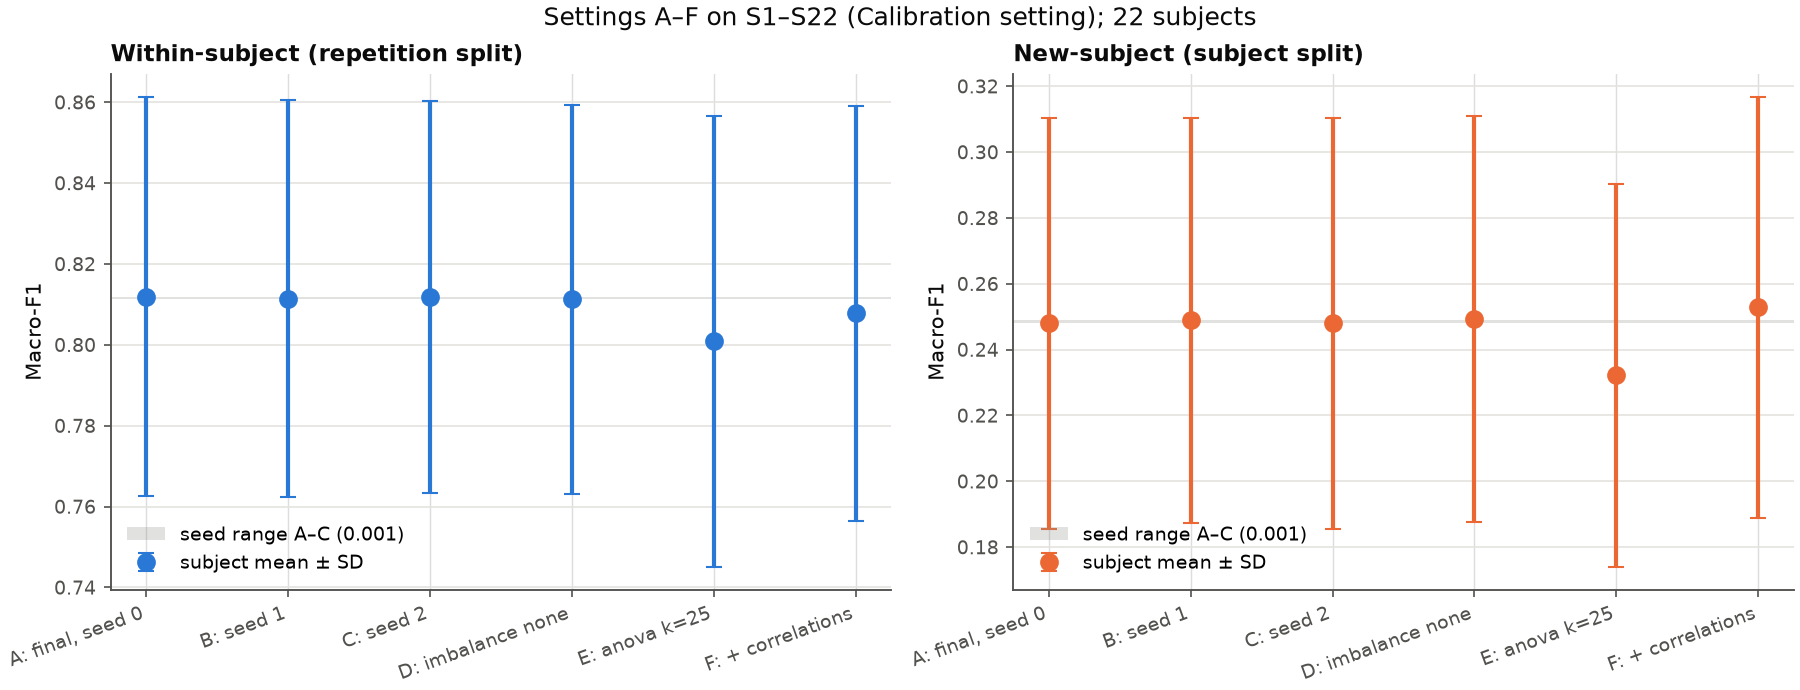 Settings A–F on S1–S22 (Calibration setting); 22 subjects
Within-subject (repetition split)
Macro-F1
0.86
0.84
0.82
0.80
0.78
0.76
0.74
seed range A–C (0.001)
subject mean ± SD
A: final, seed 0
B: seed 1
C: seed 2
D: imbalance none
E: anova k=25
F: + correlations
New-subject (subject split)
Macro-F1
0.32
0.30
0.28
0.26
0.24
0.22
0.20
0.18
seed range A–C (0.001)
subject mean ± SD
A: final, seed 0
B: seed 1
C: seed 2
D: imbalance none
E: anova k=25
F: + correlations